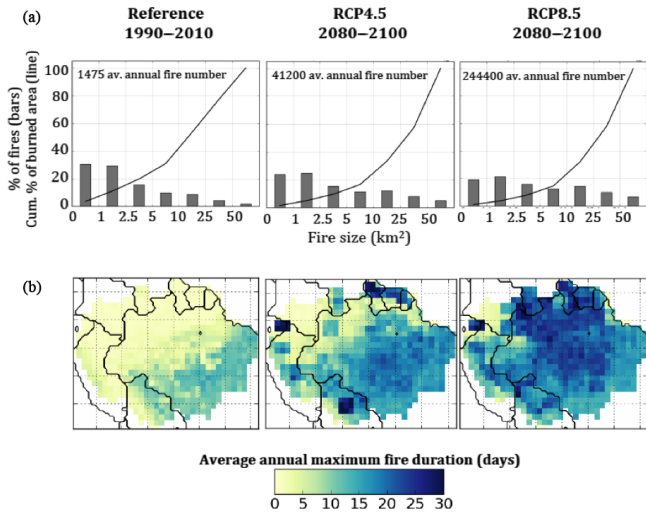 (a)
Reference
1990–2010
RCP4.5
2080–2100
RCP8.5
2080–2100
% of fires (bars)
Cum. % of burned area (line)
100
80
60
40
20
0
1475 av. annual fire number
41200 av. annual fire number
244400 av. annual fire number
1 2.5 5 10 25 50
1 2.5 5 10 25 50
1 2.5 5 10 25 50
Fire size (km²)
(b)
0
0
0
Average annual maximum fire duration (days)
0 5 10 15 20 25 30